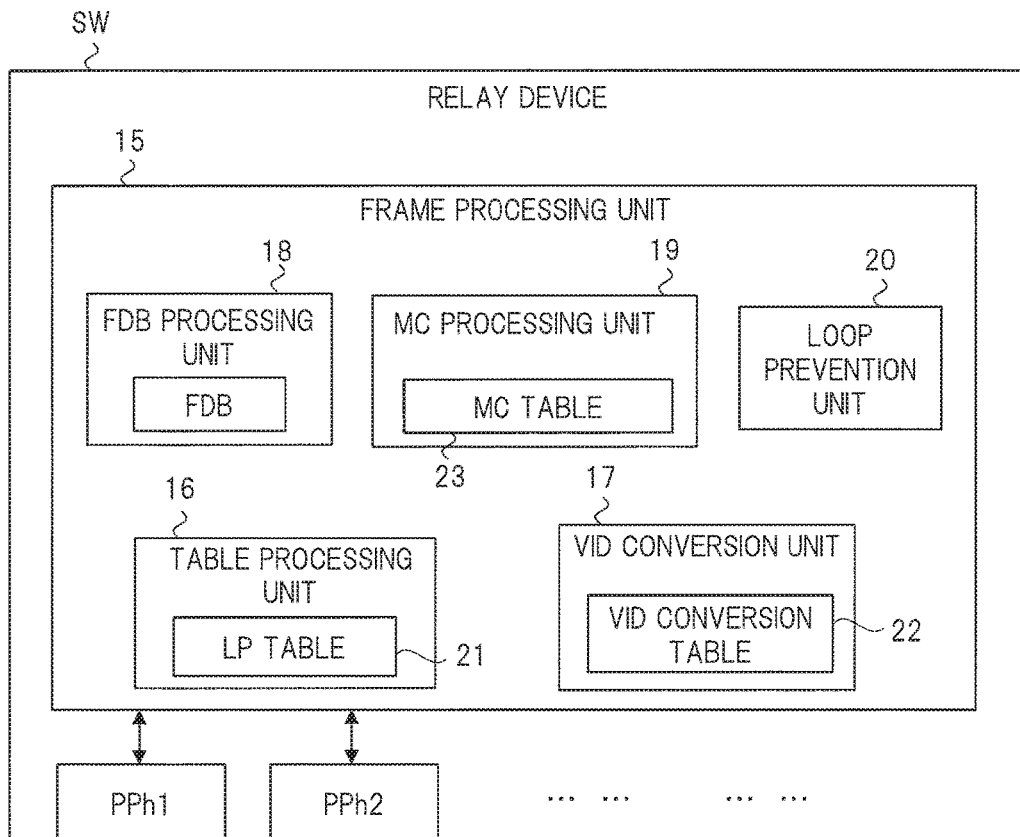 SW
RELAY DEVICE
15
FRAME PROCESSING UNIT
18
FDB PROCESSING
UNIT
FDB
19
MC PROCESSING UNIT
MC TABLE
23
20
LOOP
PREVENTION
UNIT
16
TABLE PROCESSING
UNIT
LP TABLE
21
17
VID CONVERSION UNIT
VID CONVERSION
TABLE
22
PPh1
PPh2
... ...
... ...